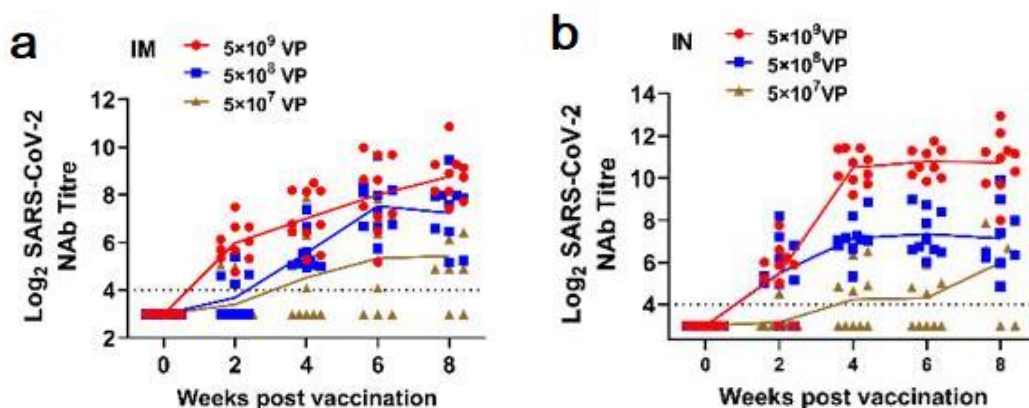 a
IM
5×10⁹ VP
5×10⁸ VP
5×10⁷ VP
Log₂ SARS-CoV-2
NAb Titre
12
10
8
6
4
2
0 2 4 6 8
Weeks post vaccination
b
IN
5×10⁹VP
5×10⁸VP
5×10⁷VP
Log₂ SARS-CoV-2
NAb Titre
14
12
10
8
6
4
0 2 4 6 8
Weeks post vaccination